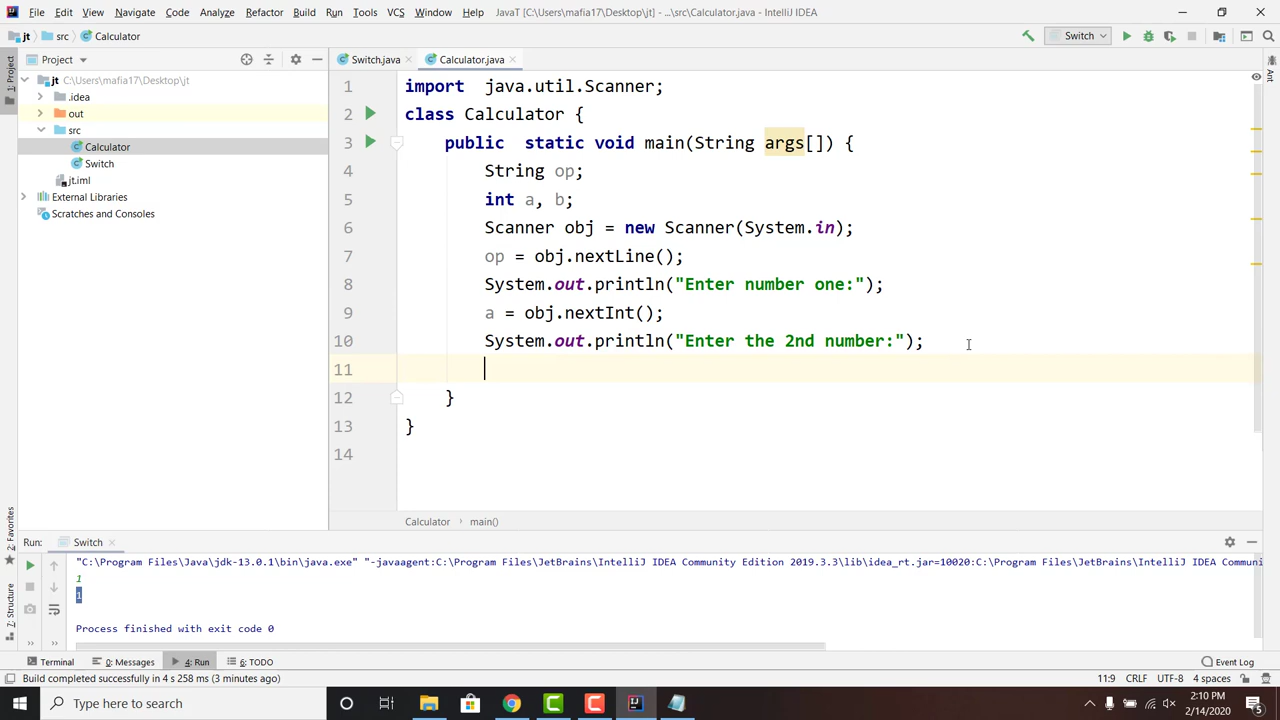 File Edit View Navigate Code Analyze Refactor Build Run Tools VCS Window Help JavaT [C:\Users\mafia17\Desktop\jt] - ...\src\Calculator.java - IntelliJ IDEA
jt src Calculator Switch
1: Project
Project
Switch.java Calculator.java
Ant
jt C:\Users\mafia17\Desktop\jt
.idea
out
src
Calculator
Switch
jt.iml
External Libraries
Scratches and Consoles
1 import java.util.Scanner;
2 class Calculator {
3 public static void main(String args[]) {
4 String op;
5 int a, b;
6 Scanner obj = new Scanner(System.in);
7 op = obj.nextLine();
8 System.out.println("Enter number one:");
9 a = obj.nextInt();
10 System.out.println("Enter the 2nd number:");
11
12 }
13 }
14
Calculator main()
2: Favorites
7: Structure
Run: Switch
"C:\Program Files\Java\jdk-13.0.1\bin\java.exe" "-javaagent:C:\Program Files\JetBrains\IntelliJ IDEA Community Edition 2019.3.3\lib\idea_rt.jar=10020:C:\Program Files\JetBrains\IntelliJ IDEA Communi
1
1
Process finished with exit code 0
Terminal 0: Messages 4: Run 6: TODO Event Log
Build completed successfully in 4 s 258 ms (3 minutes ago) 11:9 CRLF UTF-8 4 spaces
Type here to search
2:10 PM
2/14/2020
5